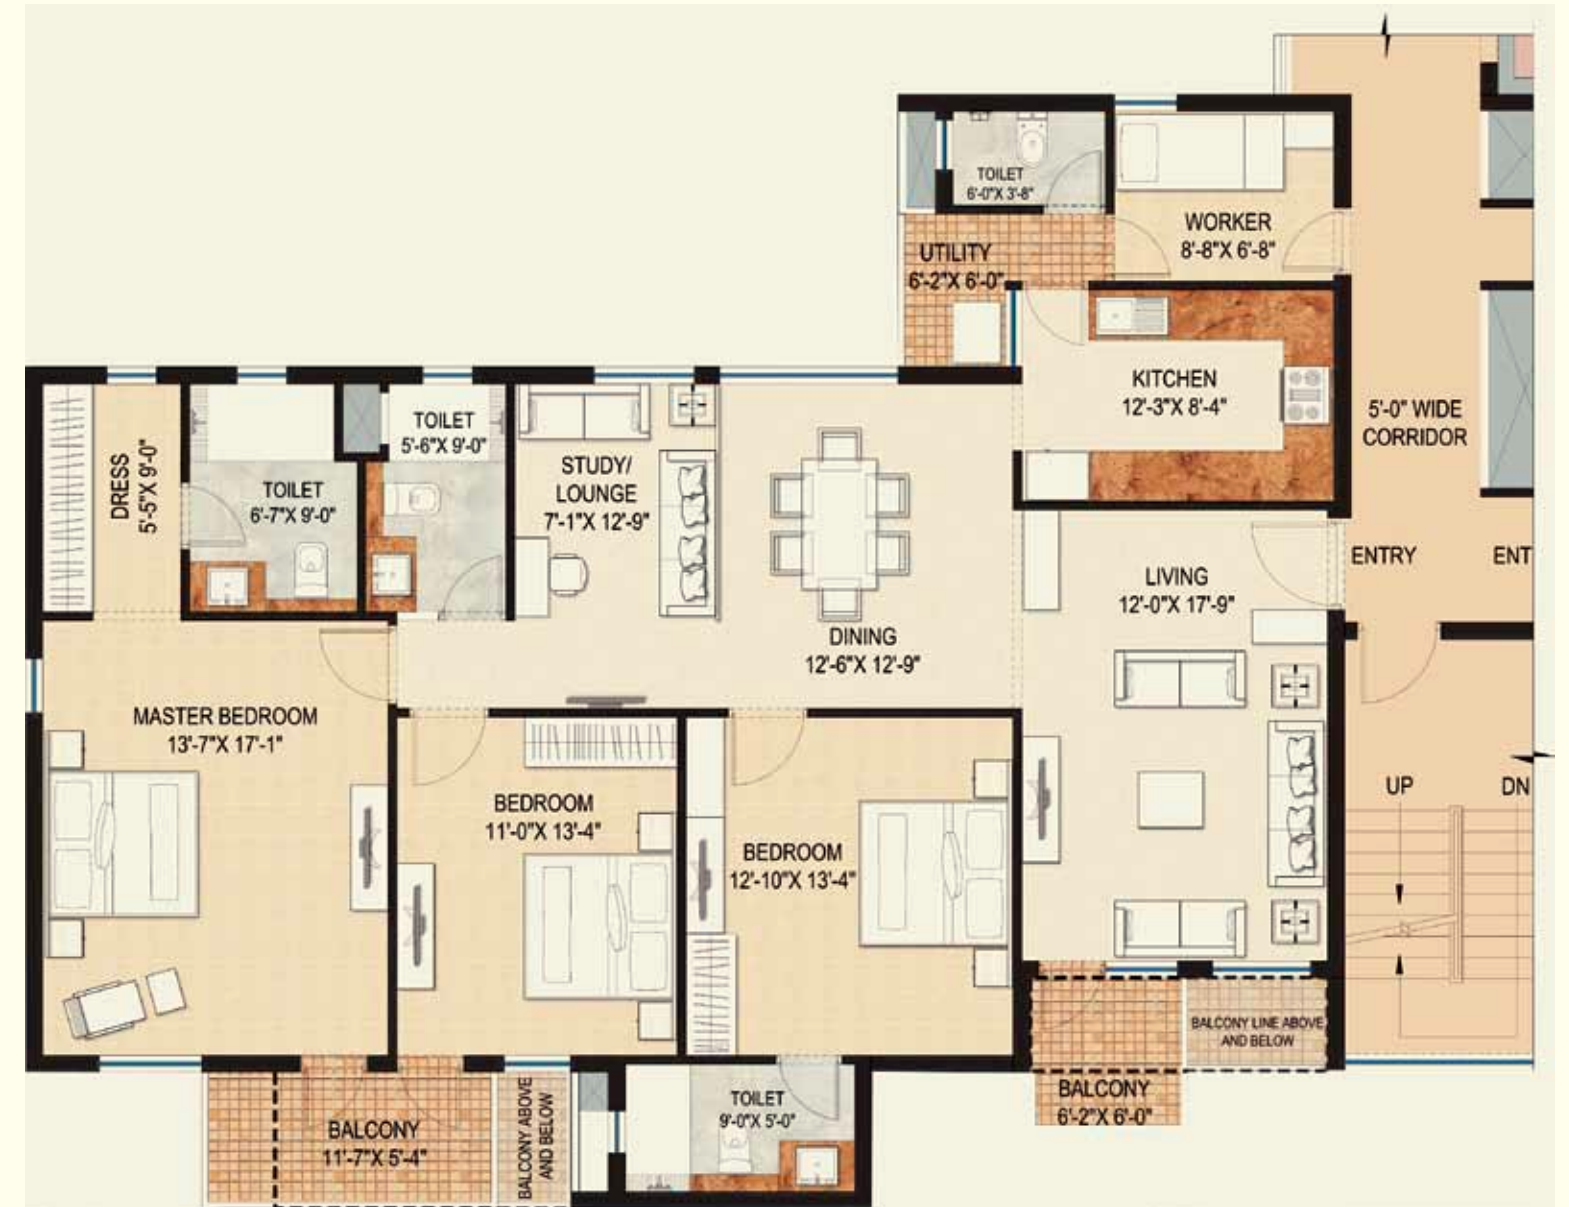 TOILET
6'-0"X 3'-8"
WORKER
8'-8"X 6'-8"
UTILITY
6'-2"X 6'-0"
KITCHEN
12'-3"X 8'-4"
5'-0" WIDE
CORRIDOR
TOILET
5'-6"X 9'-0"
DRESS
5'-5"X 9'-0"
TOILET
6'-7"X 9'-0"
STUDY/
LOUNGE
7'-1"X 12'-9"
ENTRY
ENT
LIVING
12'-0"X 17'-9"
DINING
12'-6"X 12'-9"
MASTER BEDROOM
13'-7"X 17'-1"
BEDROOM
11'-0"X 13'-4"
BEDROOM
12'-10"X 13'-4"
UP
DN
BALCONY LINE ABOVE
AND BELOW
BALCONY
6'-2"X 6'-0"
BALCONY
11'-7"X 5'-4"
BALCONY ABOVE
AND BELOW
TOILET
9'-0"X 5'-0"